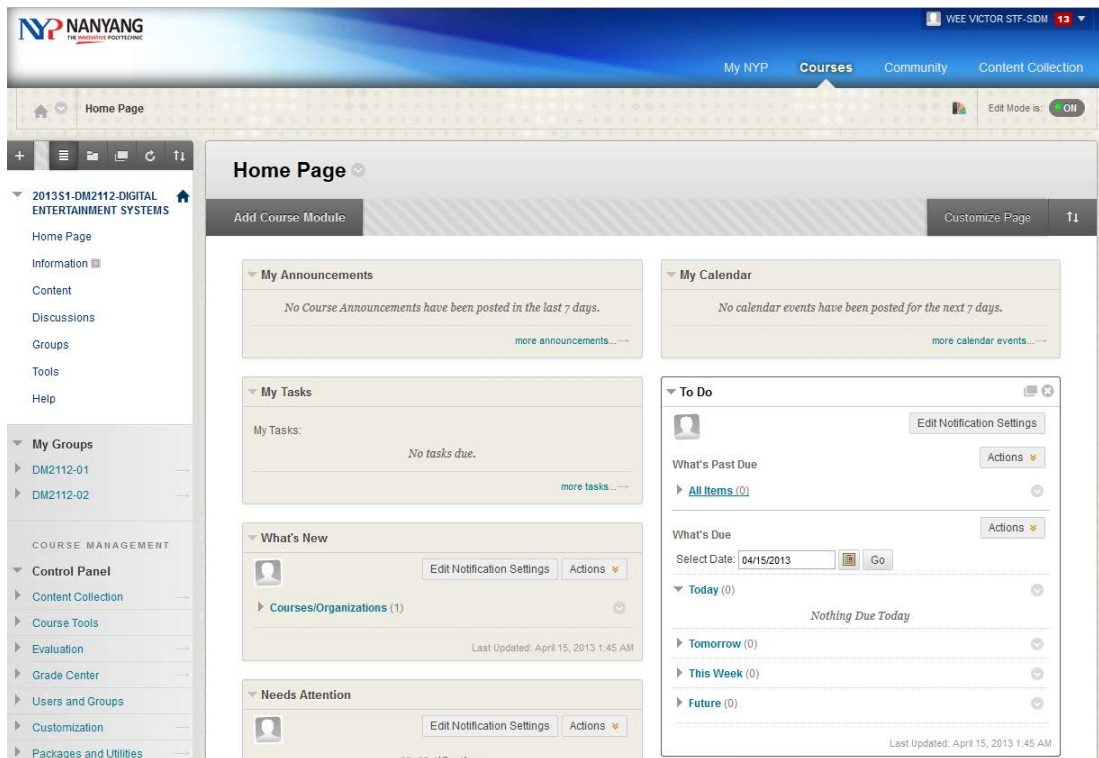 NYP NANYANG
THE INNOVATIVE POLYTECHNIC
WEE VICTOR STF-SIDM 13
My NYP Courses Community Content Collection
Home Page
Edit Mode is: ON
2013S1-DM2112-DIGITAL
ENTERTAINMENT SYSTEMS
Home Page
Information
Content
Discussions
Groups
Tools
Help
My Groups
DM2112-01
DM2112-02
COURSE MANAGEMENT
Control Panel
Content Collection
Course Tools
Evaluation
Grade Center
Users and Groups
Customization
Packages and Utilities
Home Page
Add Course Module
Customize Page
My Announcements
No Course Announcements have been posted in the last 7 days.
more announcements...
My Tasks
My Tasks:
No tasks due.
more tasks...
What's New
Edit Notification Settings Actions
Courses/Organizations (1)
Last Updated: April 15, 2013 1:45 AM
Needs Attention
Edit Notification Settings Actions
My Calendar
No calendar events have been posted for the next 7 days.
more calendar events...
To Do
Edit Notification Settings
Actions
What's Past Due
All Items (0)
Actions
What's Due
Select Date: 04/15/2013 Go
Today (0)
Nothing Due Today
Tomorrow (0)
This Week (0)
Future (0)
Last Updated: April 15, 2013 1:45 AM